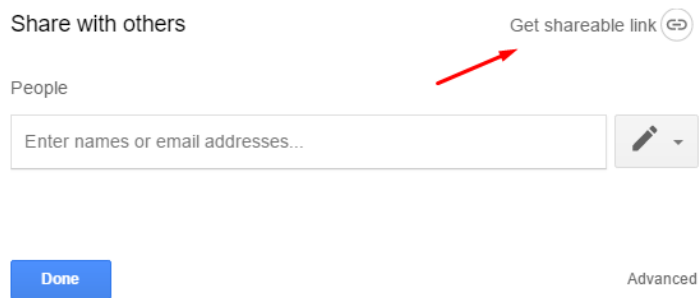 Share with others
Get shareable link
People
Enter names or email addresses...
Done
Advanced